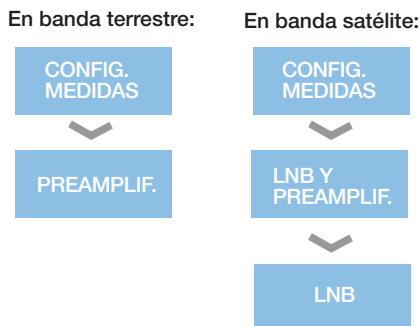 En banda terrestre:
CONFIG.
MEDIDAS
PREAMPLIF.
En banda satélite:
CONFIG.
MEDIDAS
LNB Y
PREAMPLIF.
LNB